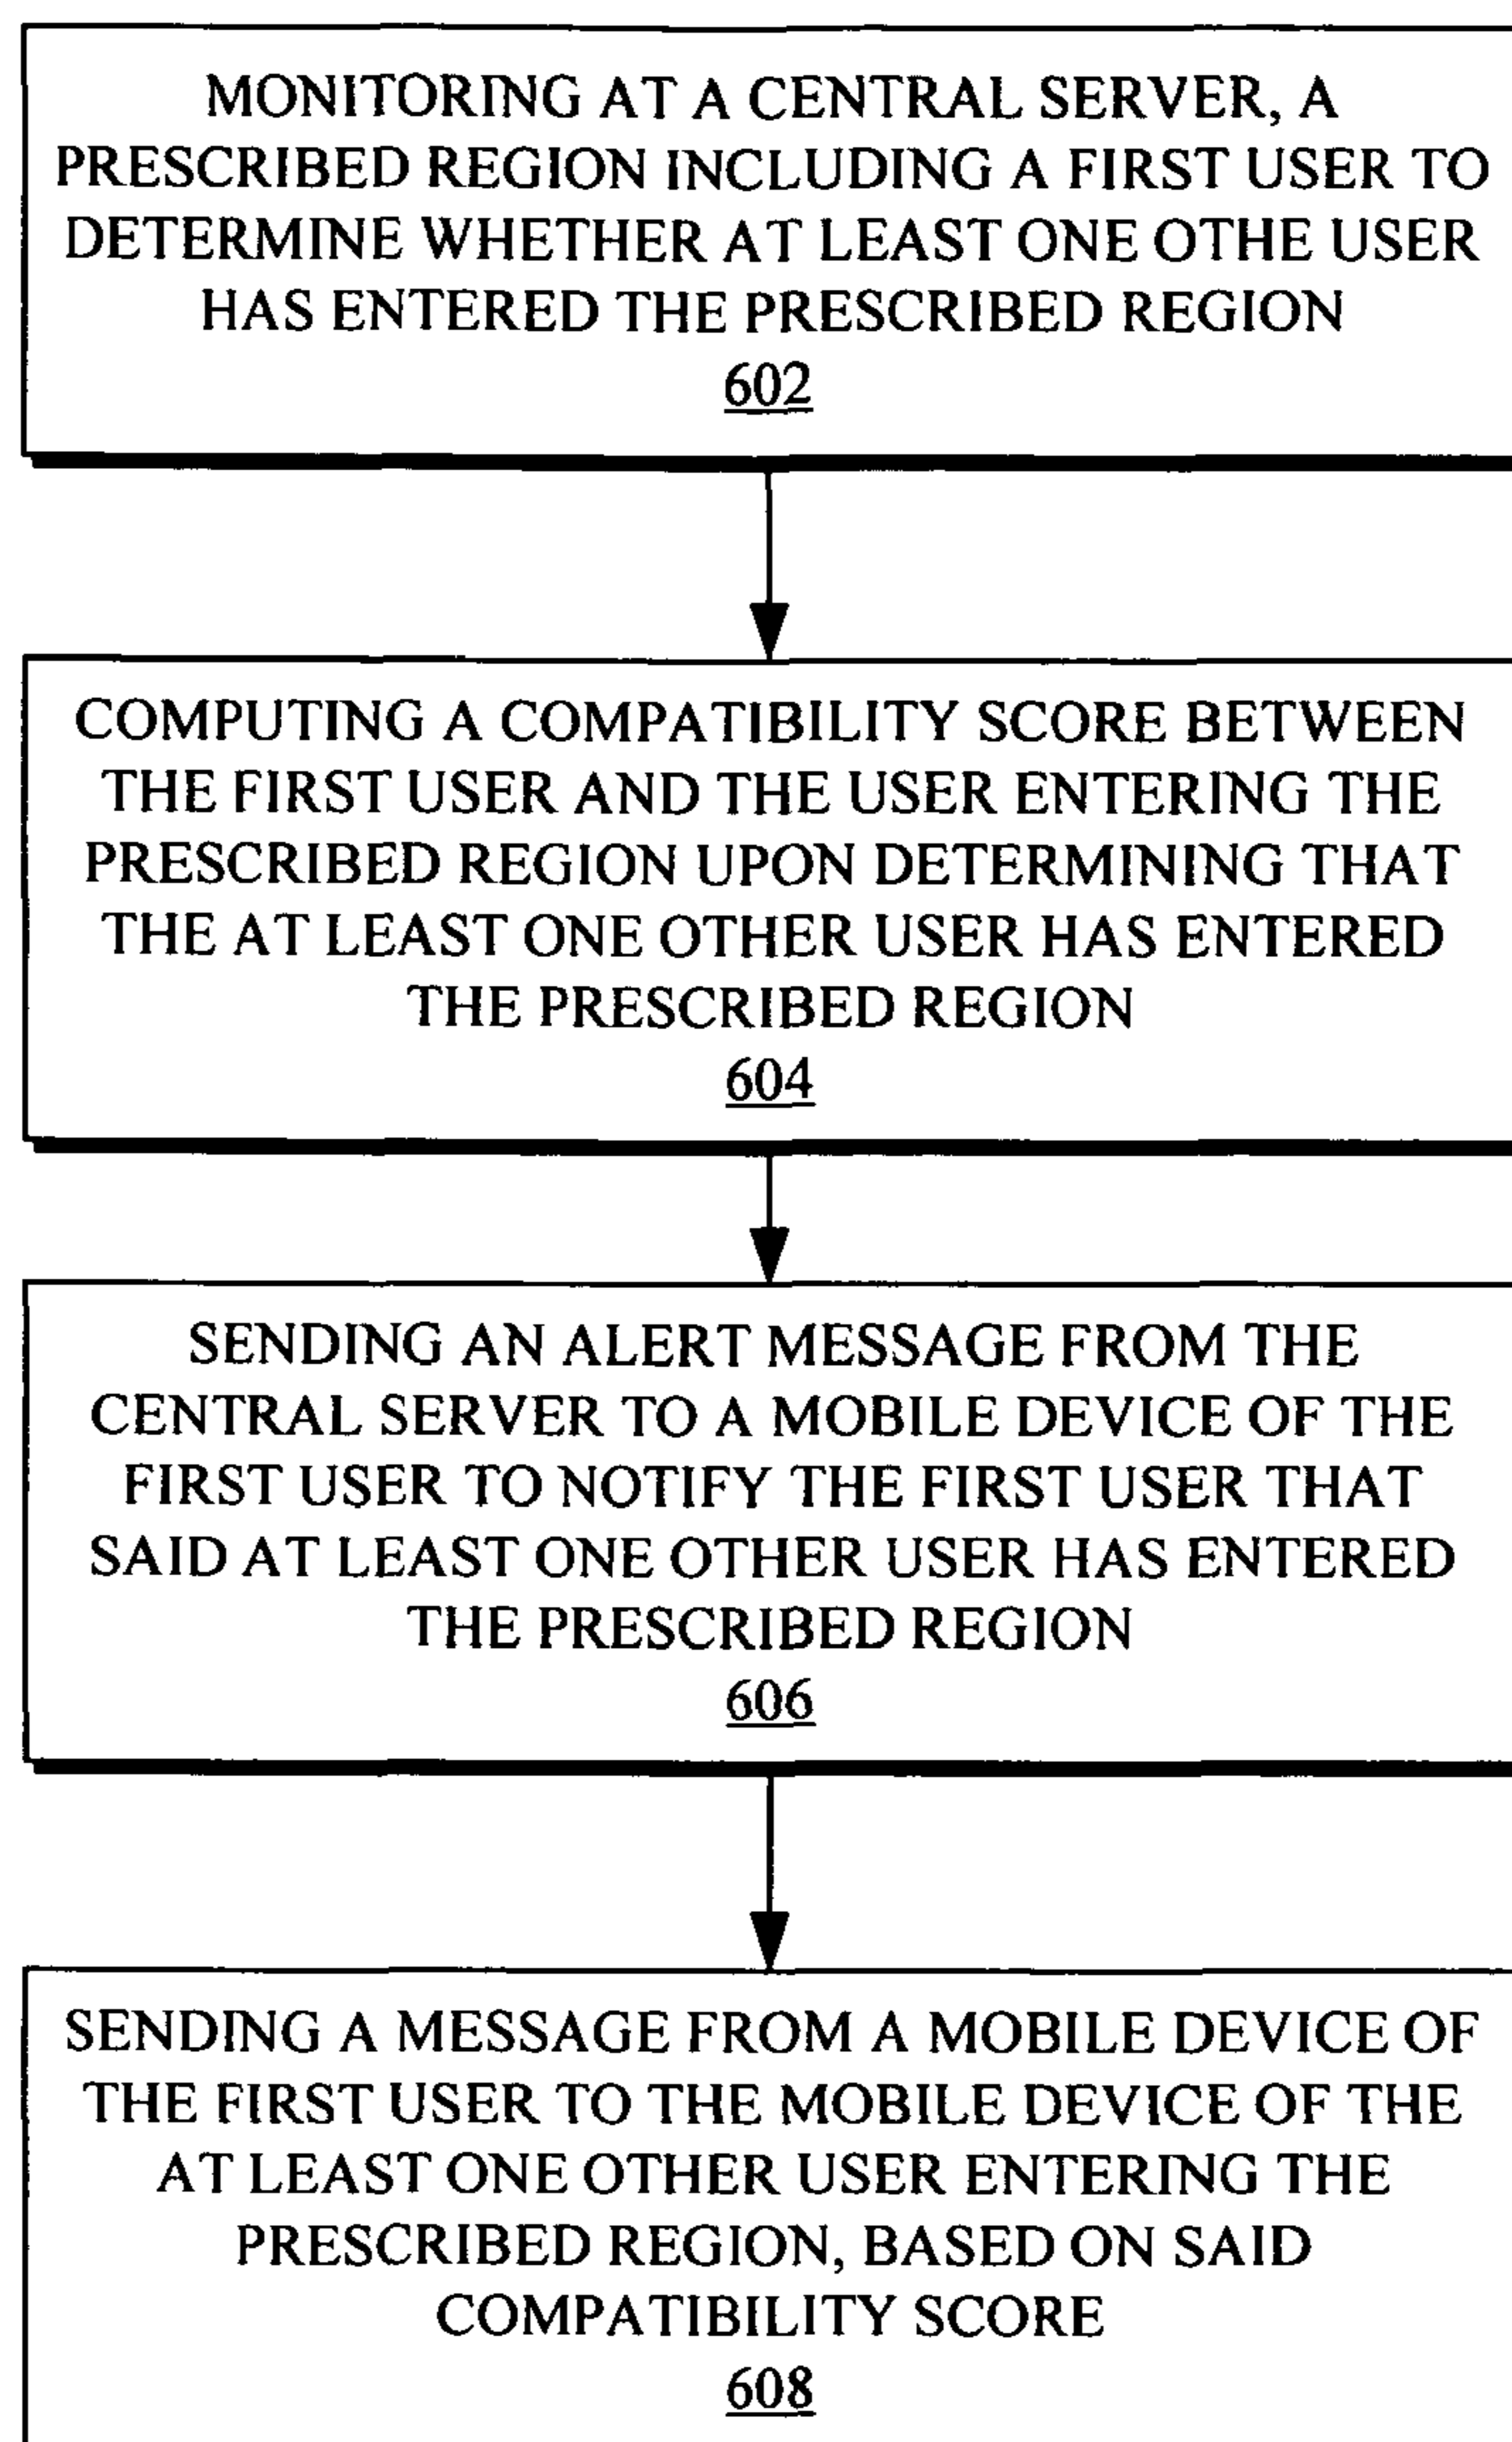 MONITORING AT A CENTRAL SERVER, A
PRESCRIBED REGION INCLUDING A FIRST USER TO
DETERMINE WHETHER AT LEAST ONE OTHE USER
HAS ENTERED THE PRESCRIBED REGION
602
COMPUTING A COMPATIBILITY SCORE BETWEEN
THE FIRST USER AND THE USER ENTERING THE
PRESCRIBED REGION UPON DETERMINING THAT
THE AT LEAST ONE OTHER USER HAS ENTERED
THE PRESCRIBED REGION
604
SENDING AN ALERT MESSAGE FROM THE
CENTRAL SERVER TO A MOBILE DEVICE OF THE
FIRST USER TO NOTIFY THE FIRST USER THAT
SAID AT LEAST ONE OTHER USER HAS ENTERED
THE PRESCRIBED REGION
606
SENDING A MESSAGE FROM A MOBILE DEVICE OF
THE FIRST USER TO THE MOBILE DEVICE OF THE
AT LEAST ONE OTHER USER ENTERING THE
PRESCRIBED REGION, BASED ON SAID
COMPATIBILITY SCORE
608